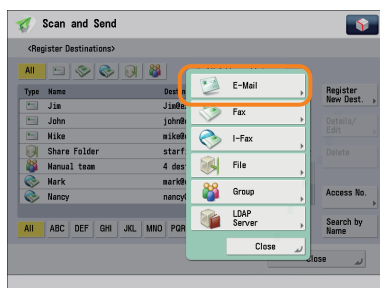 Scan and Send
<Register Destinations>
All
Type Name Destin
Jim Jim@e
John john@e
Mike mike@e
Share Folder starf
Manual team 4 des
Mark mark@e
Nancy nancy@
E-Mail
Fax
I-Fax
File
Group
LDAP
Server
Close
Register
New Dest.
Details/
Edit
Delete
Access No.
Search by
Name
All ABC DEF GHI JKL MNO PQR
Close